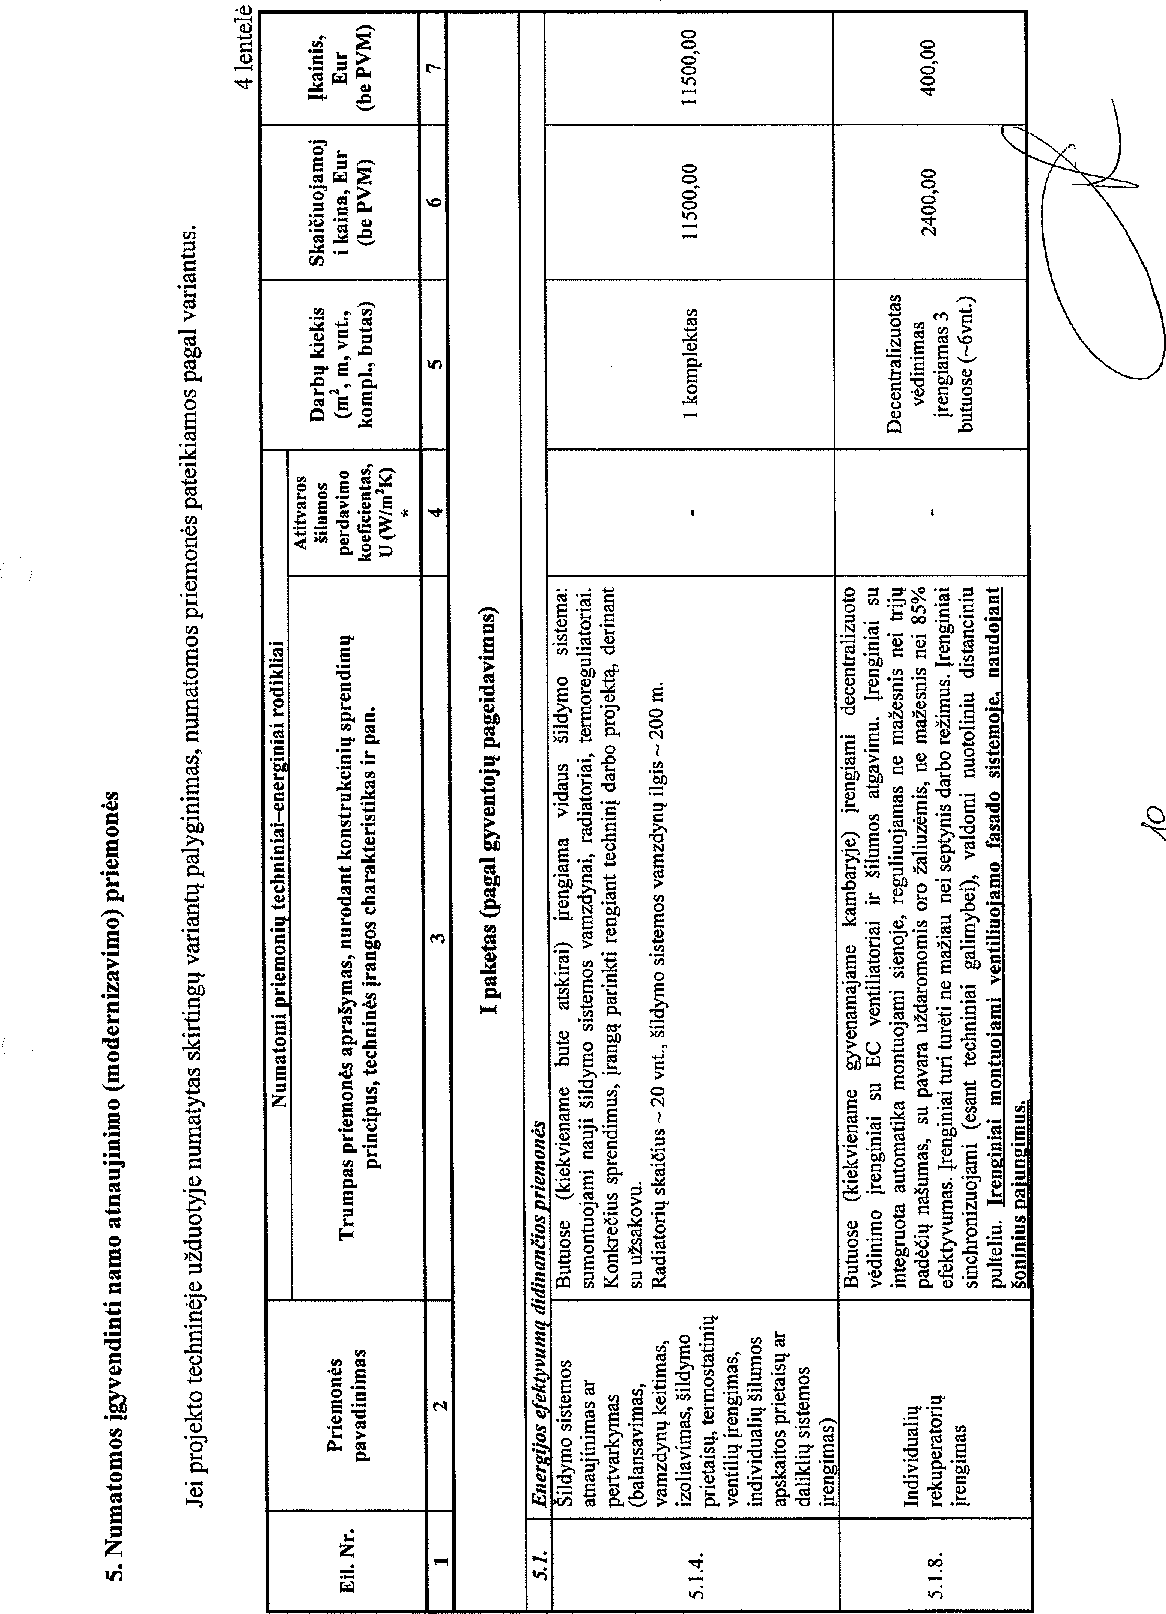 5. Numatomos įgyvendinti namo atnaujinimo (modernizavimo) priemonės
Jei projekto techninėje užduotyje numatytas skirtingų variantų palyginimas, numatomos priemonės pateikiamos pagal variantus.
4 lentelė
Eil. Nr.
Priemonės
pavadinimas
Numatomi priemonių techniniai–energiniai rodikliai
Trumpas priemonės aprašymas, nurodant konstrukcinių sprendimų
principus, techninės įrangos charakteristikas ir pan.
Atitvaros
šilumos
perdavimo
koeficientas,
U (W/m²K)
*
Darbų kiekis
(m², m, vnt.,
kompl., butas)
Skaičiuojamoj
i kaina, Eur
(be PVM)
Įkainis,
Eur
(be PVM)
1
2
3
4
5
6
7
I paketas (pagal gyventojų pageidavimus)
5.1.
Energijos efektyvumą didinančios priemonės
5.1.4.
Šildymo sistemos
atnaujinimas ar
pertvarkymas
(balansavimas,
vamzdynų keitimas,
izoliavimas, šildymo
prietaisų, termostatinių
ventilių įrengimas,
individualių šilumos
apskaitos prietaisų ar
daliklių sistemos
įrengimas)
Butuose (kiekviename bute atskirai) įrengiama vidaus šildymo sistema:
sumontuojami nauji šildymo sistemos vamzdynai, radiatoriai, termoreguliatoriai.
Konkrečius sprendimus, įrangą parinkti rengiant techninį darbo projektą, derinant
su užsakovu.
Radiatorių skaičius ~ 20 vnt., šildymo sistemos vamzdynų ilgis ~ 200 m.
-
1 komplektas
11500,00
11500,00
5.1.8.
Individualių
rekuperatorių
įrengimas
Butuose (kiekviename gyvenamajame kambaryje) įrengiami decentralizuoto
vėdinimo įrenginiai su EC ventiliatoriai ir šilumos atgavimu. Įrenginiai su
integruota automatika montuojami sienoje, reguliuojamas ne mažesnis nei trijų
padėčių našumas, su pavara uždaromomis oro žaliuzėmis, ne mažesnis nei 85%
efektyvumas. Įrenginiai turi turėti ne mažiau nei septynis darbo režimus. Įrenginiai
sinchronizuojami (esant techniniai galimybei), valdomi nuotoliniu distanciniu
pulteliu. Įrenginiai montuojami ventiliuojamo fasado sistemoje, naudojant
šoninius pajungimus.
-
Decentralizuotas
vėdinimas
įrengiamas 3
butuose (~6vnt.)
2400,00
400,00
10